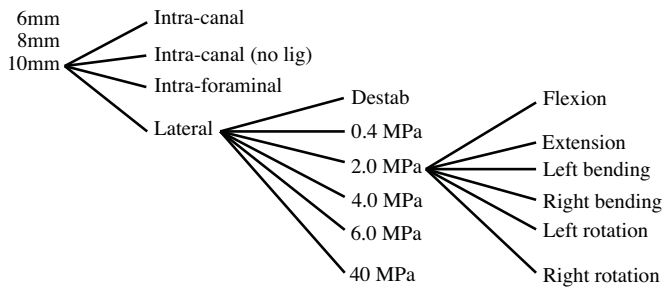 6mm
8mm
10mm
Intra-canal
Intra-canal (no lig)
Intra-foraminal
Lateral
Destab
0.4 MPa
2.0 MPa
4.0 MPa
6.0 MPa
40 MPa
Flexion
Extension
Left bending
Right bending
Left rotation
Right rotation